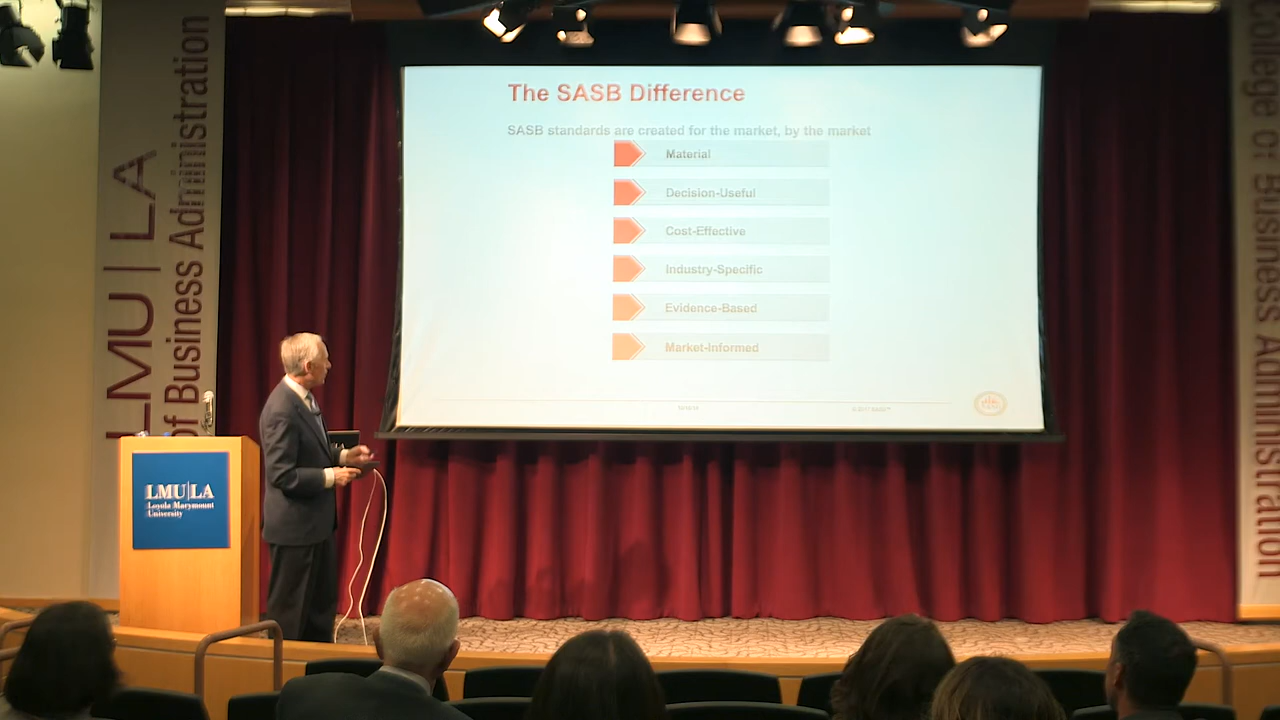 The SASB Difference
SASB standards are created for the market, by the market
Material
Decision-Useful
Cost-Effective
Industry-Specific
Evidence-Based
Market-Informed
LMU | LA
of Business Administration
LMU|LA
Loyola Marymount
University
College of Business Administration